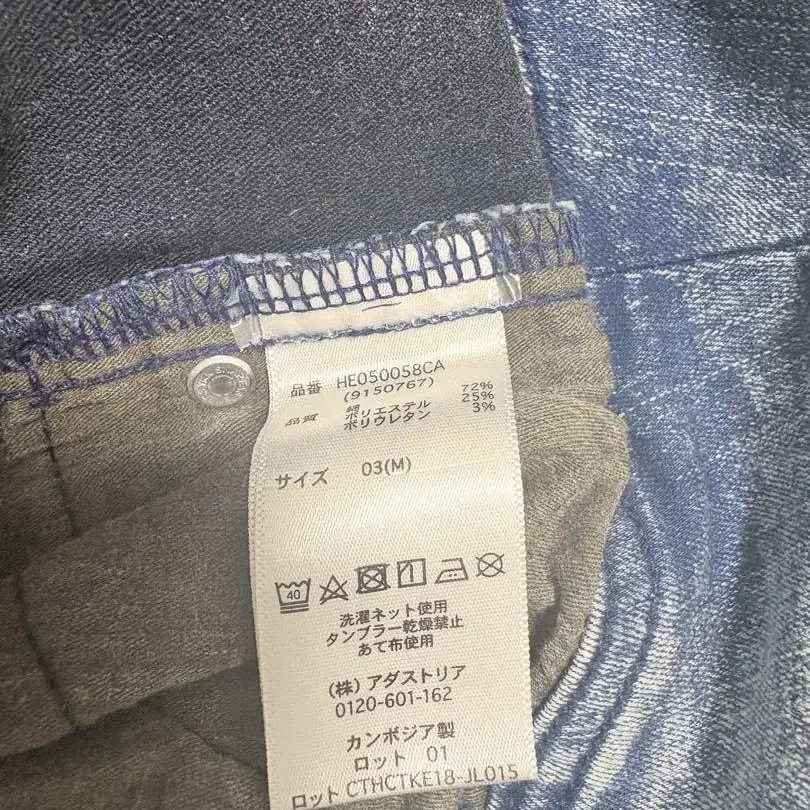 品番 HE050058CA
(9150767)
品質 綿 72%
ポリエステル 25%
ポリウレタン 3%
サイズ 03(M)
40
洗濯ネット使用
タンブラー乾燥禁止
あて布使用
(株)アダストリア
0120-601-162
カンボジア製
ロット 01
ロット CTHCTKE18-JL015